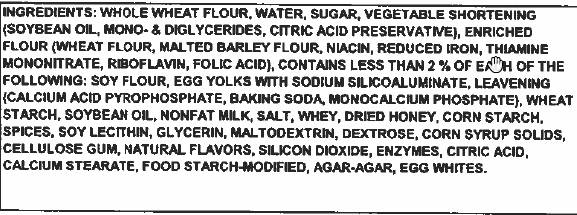 INGREDIENTS: WHOLE WHEAT FLOUR, WATER, SUGAR, VEGETABLE SHORTENING
(SOYBEAN OIL, MONO- & DIGLYCERIDES, CITRIC ACID PRESERVATIVE), ENRICHED
FLOUR (WHEAT FLOUR, MALTED BARLEY FLOUR, NIACIN, REDUCED IRON, THIAMINE
MONONITRATE, RIBOFLAVIN, FOLIC ACID), CONTAINS LESS THAN 2 % OF EACH OF THE
FOLLOWING: SOY FLOUR, EGG YOLKS WITH SODIUM SILICOALUMINATE, LEAVENING
(CALCIUM ACID PYROPHOSPHATE, BAKING SODA, MONOCALCIUM PHOSPHATE), WHEAT
STARCH, SOYBEAN OIL, NONFAT MILK, SALT, WHEY, DRIED HONEY, CORN STARCH,
SPICES, SOY LECITHIN, GLYCERIN, MALTODEXTRIN, DEXTROSE, CORN SYRUP SOLIDS,
CELLULOSE GUM, NATURAL FLAVORS, SILICON DIOXIDE, ENZYMES, CITRIC ACID,
CALCIUM STEARATE, FOOD STARCH-MODIFIED, AGAR-AGAR, EGG WHITES.